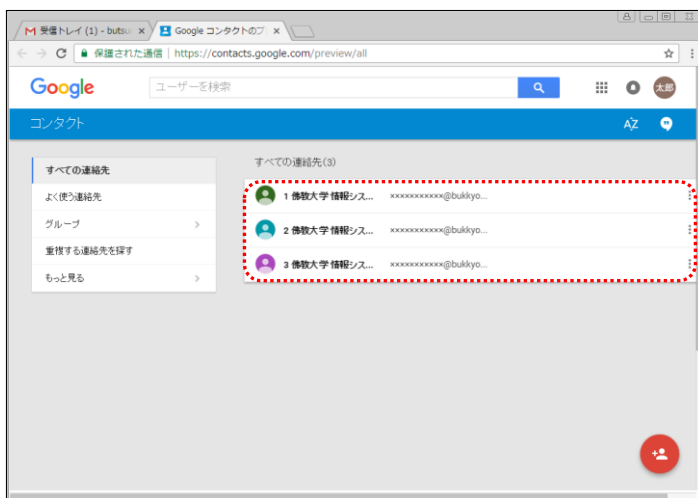 受信トレイ (1) - butsu
Google コンタクトのプ
保護された通信 | https://contacts.google.com/preview/all
Google
ユーザーを検索
太郎
コンタクト
AZ
すべての連絡先
よく使う連絡先
グループ
重複する連絡先を探す
もっと見る
すべての連絡先(3)
1 佛教大学 情報シス... ×××××××××××@bukkyo...
2 佛教大学 情報シス... ×××××××××××@bukkyo...
3 佛教大学 情報シス... ×××××××××××@bukkyo...